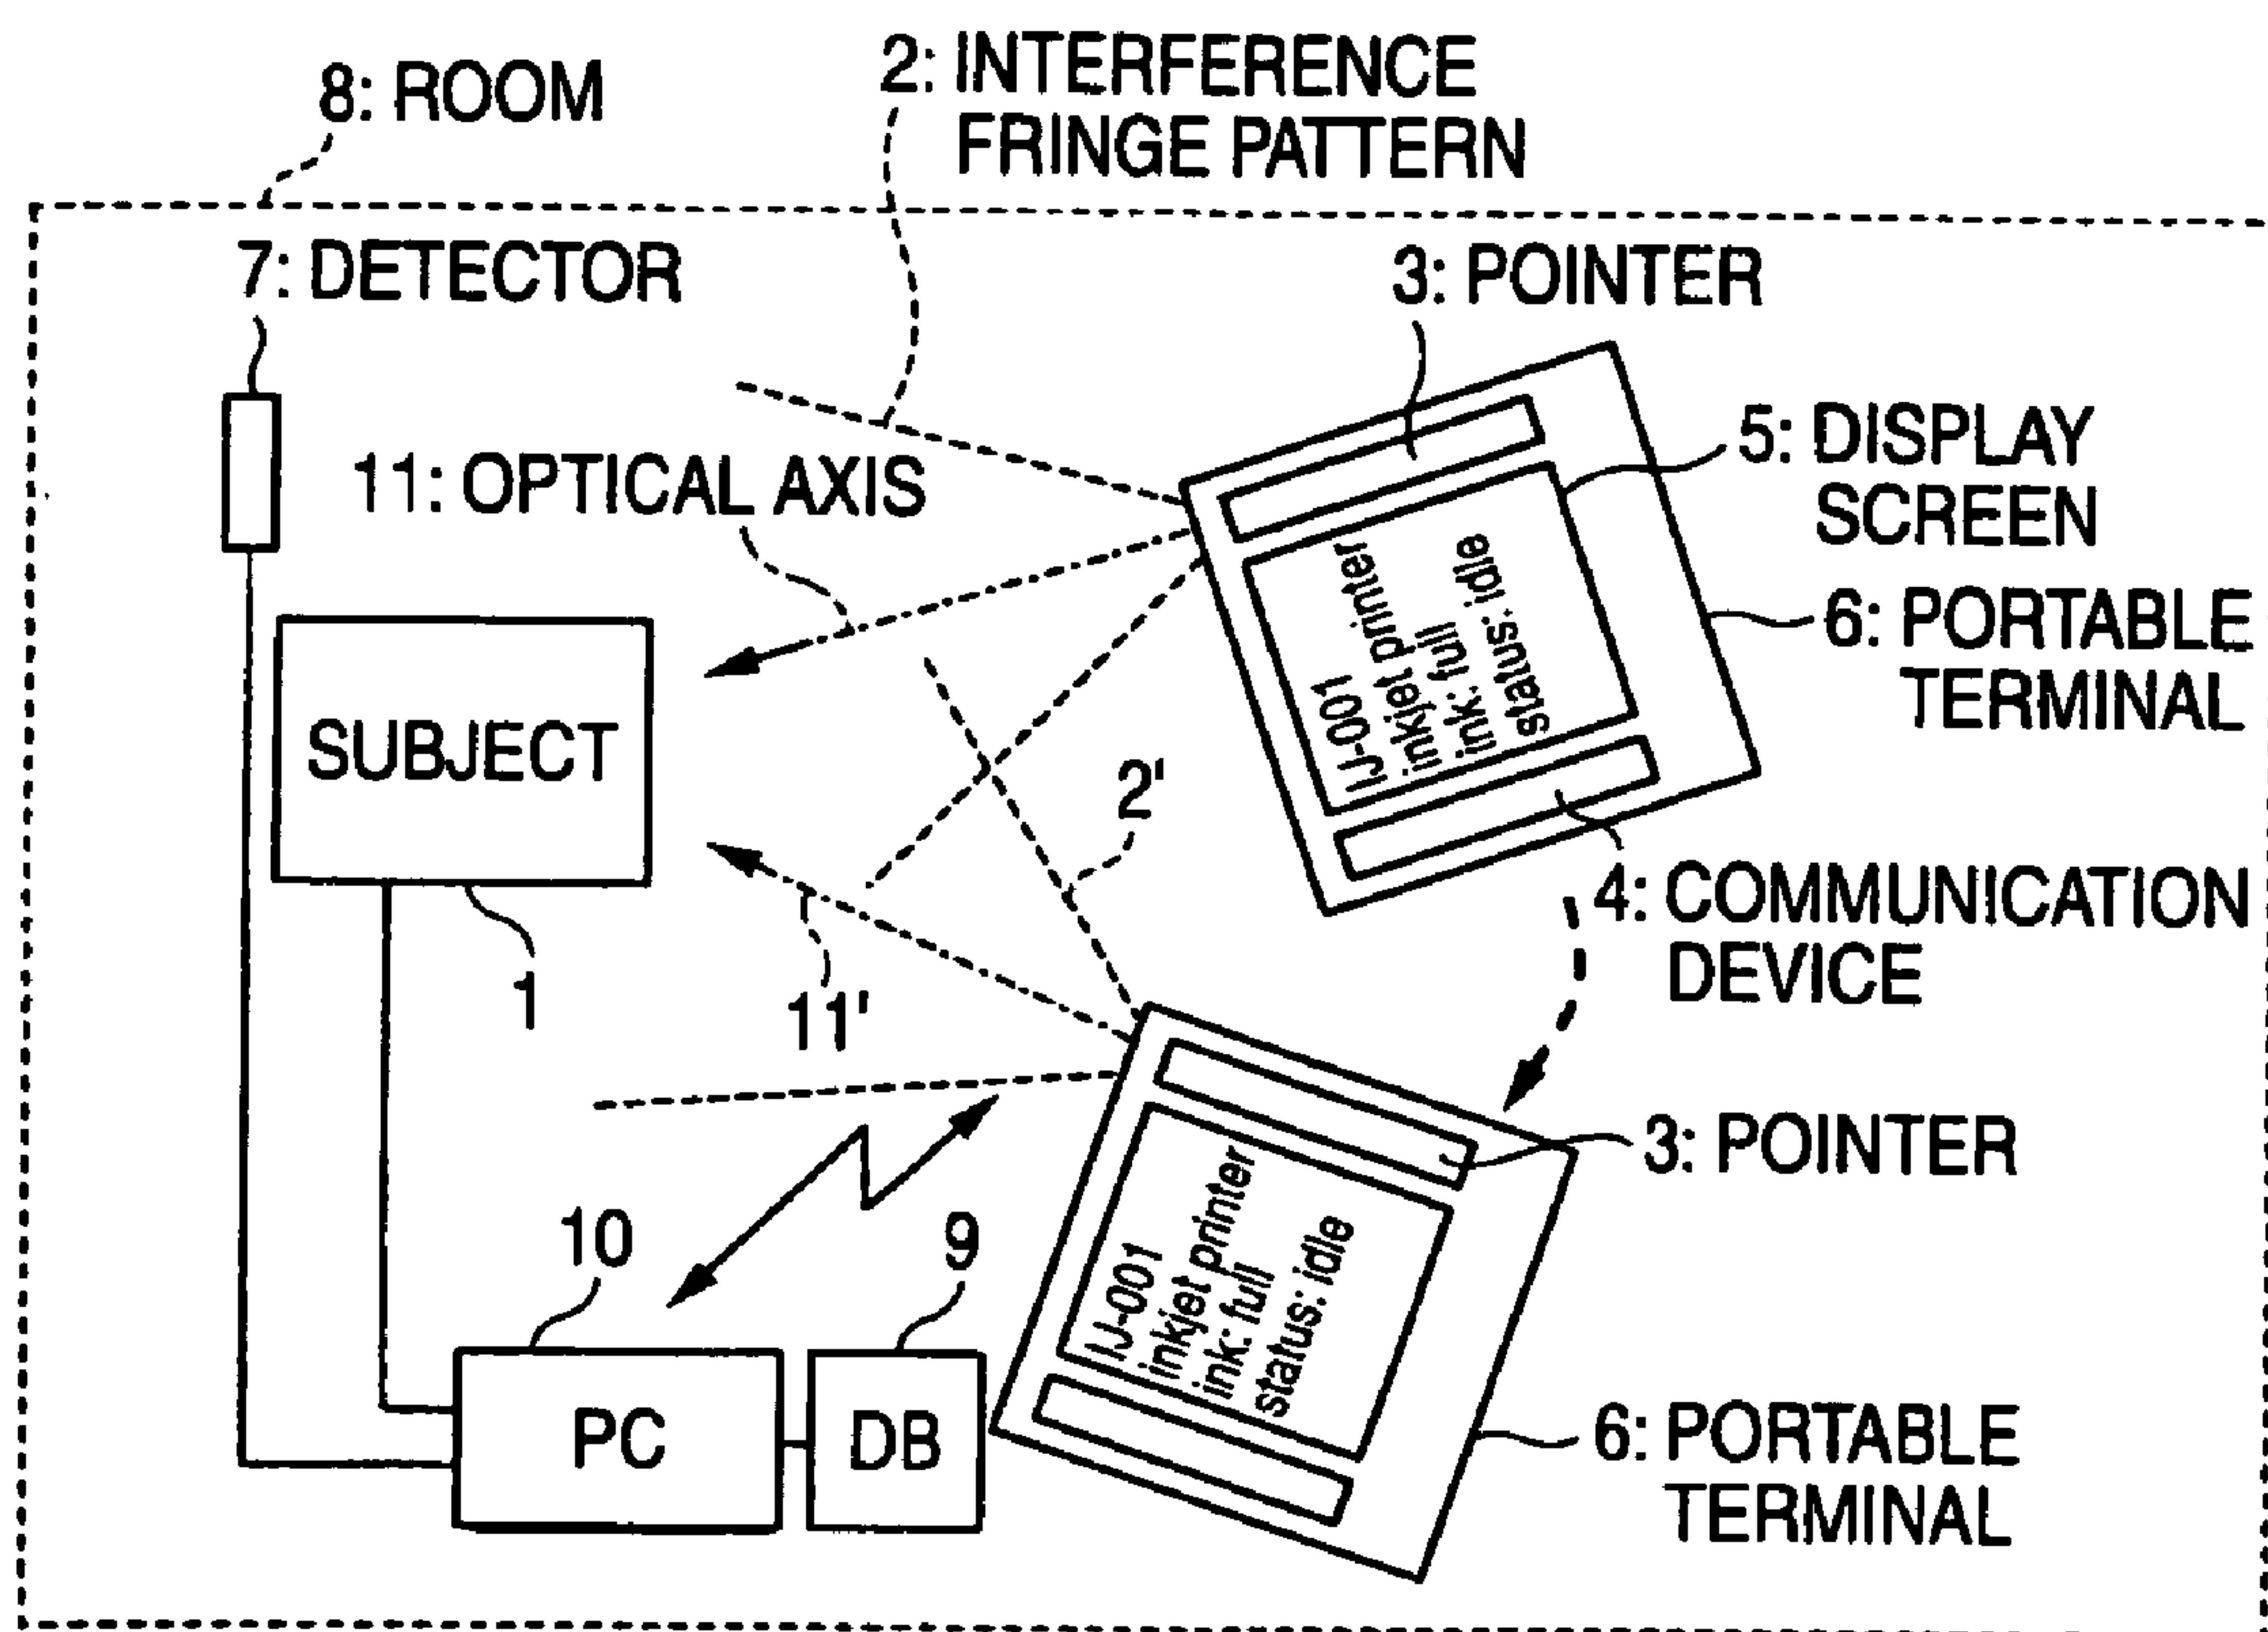 8: ROOM
2: INTERFERENCE
FRINGE PATTERN
7: DETECTOR
3: POINTER
11: OPTICAL AXIS
5: DISPLAY
SCREEN
IJ-001
inkjet printer
ink: full
status: idle
6: PORTABLE
TERMINAL
SUBJECT
2'
1
11'
4: COMMUNICATION
DEVICE
3: POINTER
10
9
IJ-001
inkjet printer
ink: full
status: idle
PC
DB
6: PORTABLE
TERMINAL